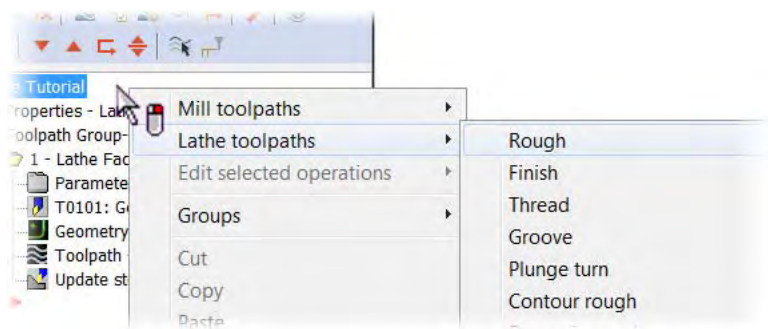 Tutorial
roperties - La
oolpath Group-
1 - Lathe Fac
Paramete
T0101: G
Geometry
Toolpath
Update st
Mill toolpaths
Lathe toolpaths
Edit selected operations
Groups
Cut
Copy
Paste
Rough
Finish
Thread
Groove
Plunge turn
Contour rough